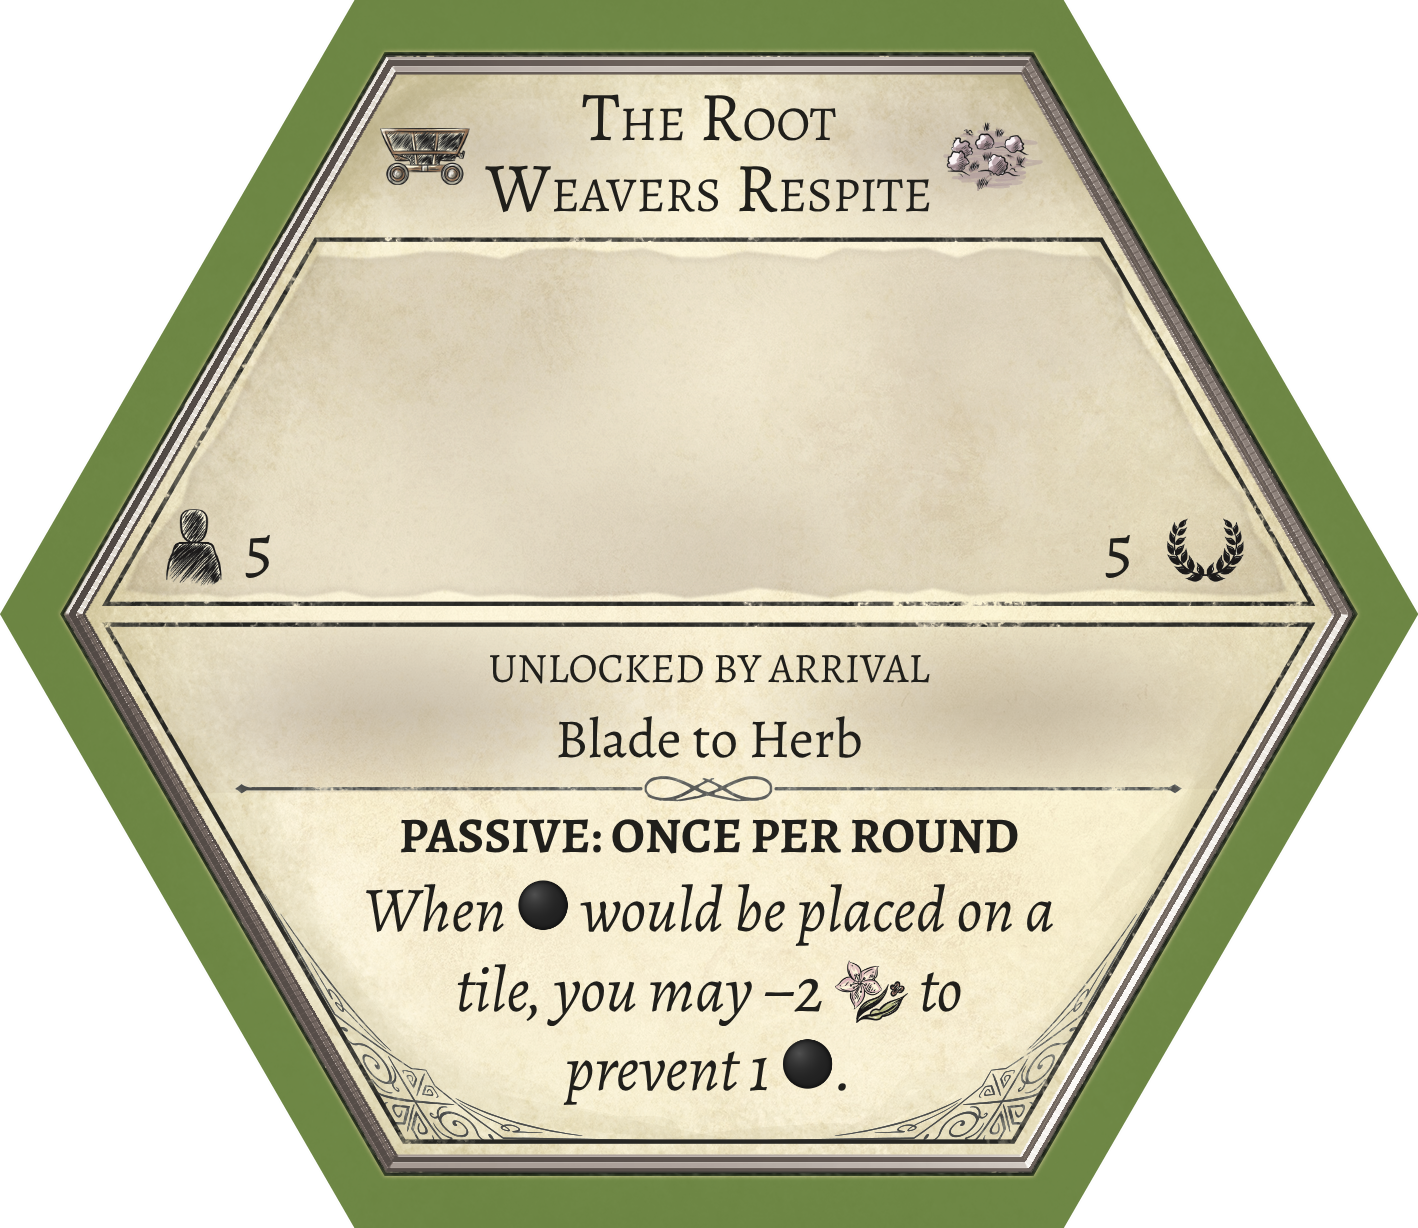 The Root
Weavers Respite
5
5
UNLOCKED BY ARRIVAL
Blade to Herb
PASSIVE: ONCE PER ROUND
When would be placed on a
tile, you may –2 to
prevent 1 .